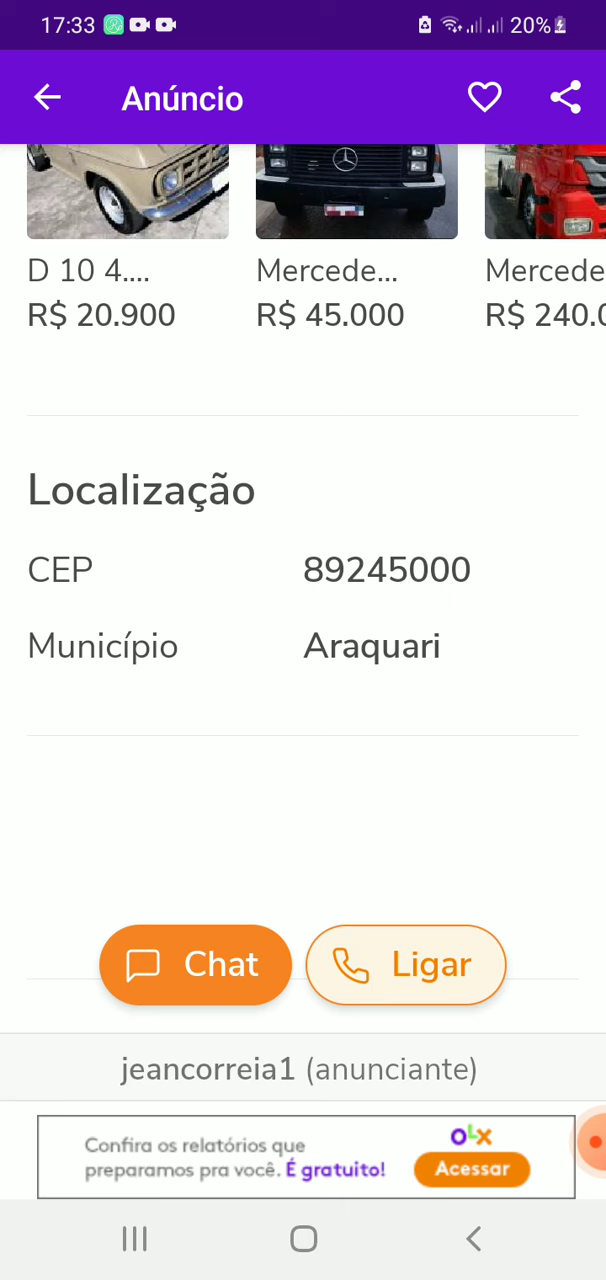 17:33
20%
Anúncio
D 10 4....
Mercede...
Mercede
R$ 20.900
R$ 45.000
R$ 240.0
Localização
CEP
89245000
Município
Araquari
Chat
Ligar
jeancorreia1 (anunciante)
Confira os relatórios que
preparamos pra você. É gratuito!
OLX
Acessar